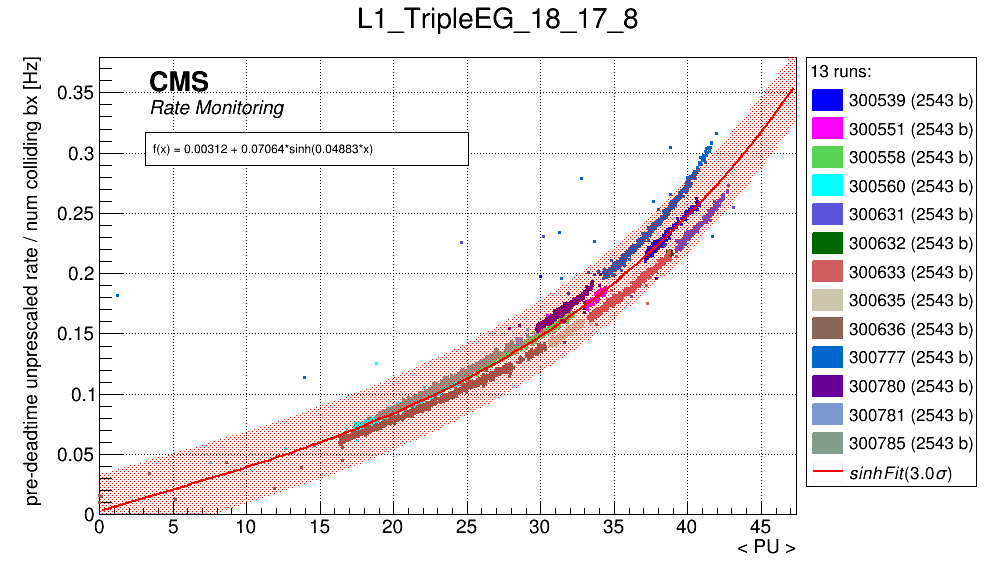 L1_TripleEG_18_17_8
pre-deadtime unprescaled rate / num colliding bx [Hz]
CMS
Rate Monitoring
f(x) = 0.00312 + 0.07064*sinh(0.04883*x)
0.35
0.3
0.25
0.2
0.15
0.1
0.05
0
0 5 10 15 20 25 30 35 40 45
< PU >
13 runs:
300539 (2543 b)
300551 (2543 b)
300558 (2543 b)
300560 (2543 b)
300631 (2543 b)
300632 (2543 b)
300633 (2543 b)
300635 (2543 b)
300636 (2543 b)
300777 (2543 b)
300780 (2543 b)
300781 (2543 b)
300785 (2543 b)
sinhFit(3.0σ)